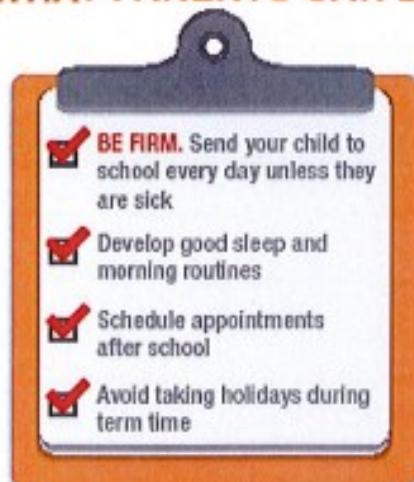 BE FIRM. Send your child to
school every day unless they
are sick
Develop good sleep and
morning routines
Schedule appointments
after school
Avoid taking holidays during
term time